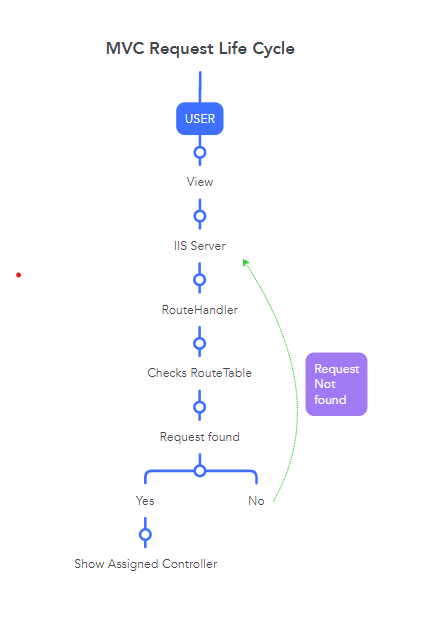 MVC Request Life Cycle
USER
View
IIS Server
RouteHandler
Checks RouteTable
Request
Not
found
Request found
Yes
No
Show Assigned Controller